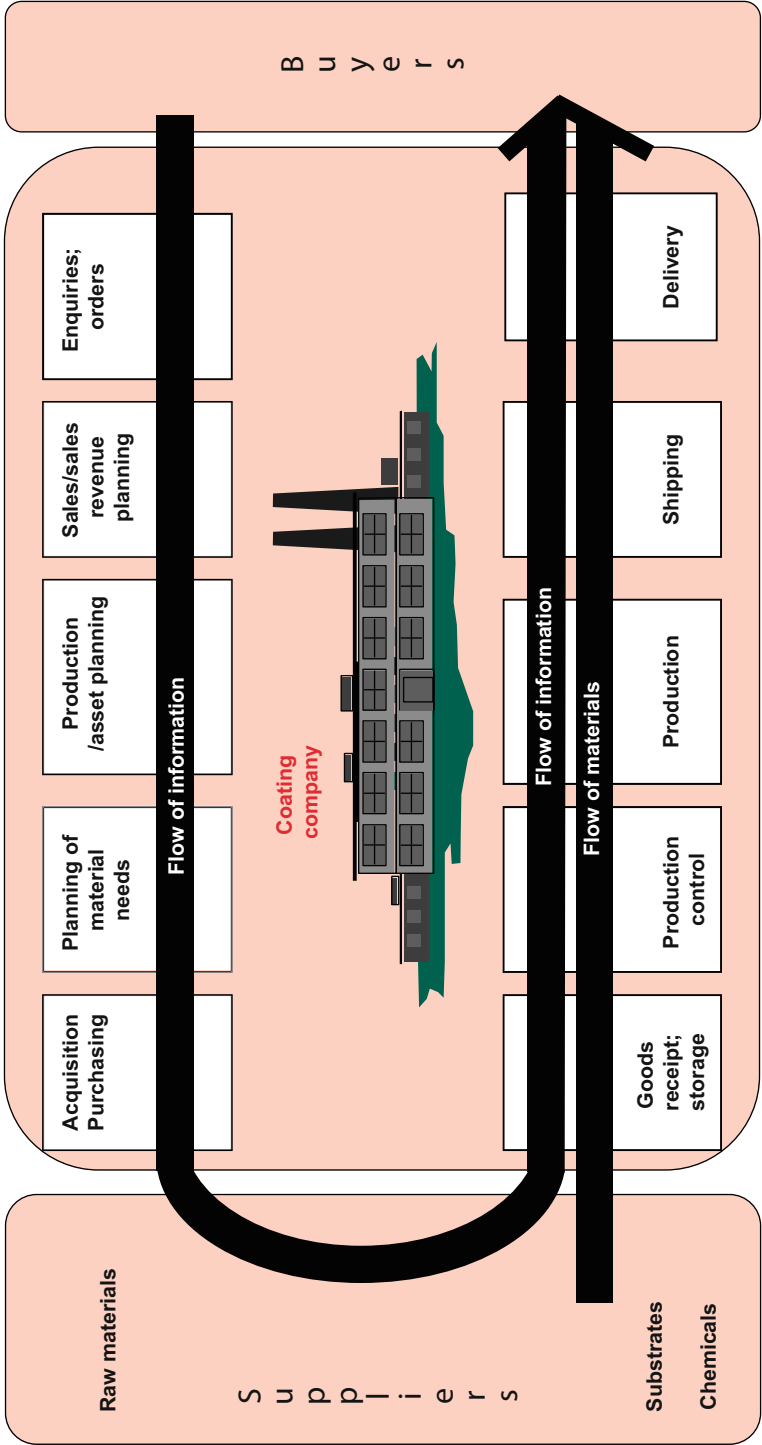 Raw materials
Suppliers
Substrates
Chemicals
Acquisition
Purchasing
Planning of
material
needs
Production
/asset planning
Sales/sales
revenue
planning
Enquiries;
orders
Flow of information
Coating
company
Flow of information
Flow of materials
Goods
receipt;
storage
Production
control
Production
Shipping
Delivery
Buyers